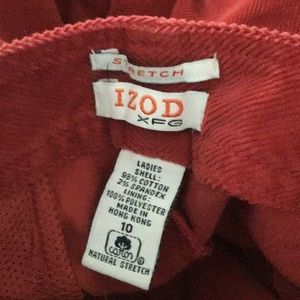 STRETCH
IZOD
XFG
LADIES
SHELL:
98% COTTON
2% SPANDEX
LINING:
100% POLYESTER
MADE IN
HONG KONG
10
cotton
NATURAL STRETCH